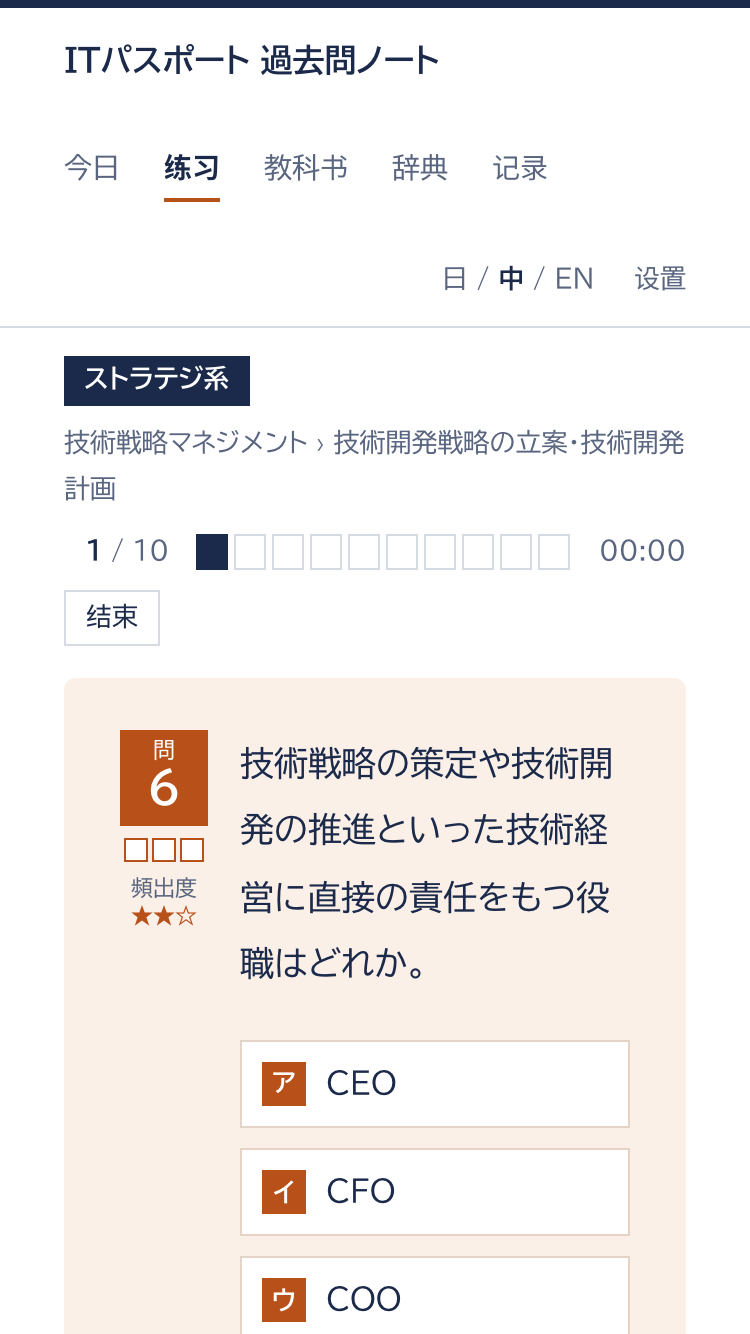 ITパスポート 過去問ノート
今日 练习 教科书 辞典 记录
日 / 中 / EN 设置
ストラテジ系
技術戦略マネジメント › 技術開発戦略の立案・技術開発
計画
1 / 10 00:00
结束
問
6
頻出度
★★☆
技術戦略の策定や技術開
発の推進といった技術経
営に直接の責任をもつ役
職はどれか。
ア CEO
イ CFO
ウ COO